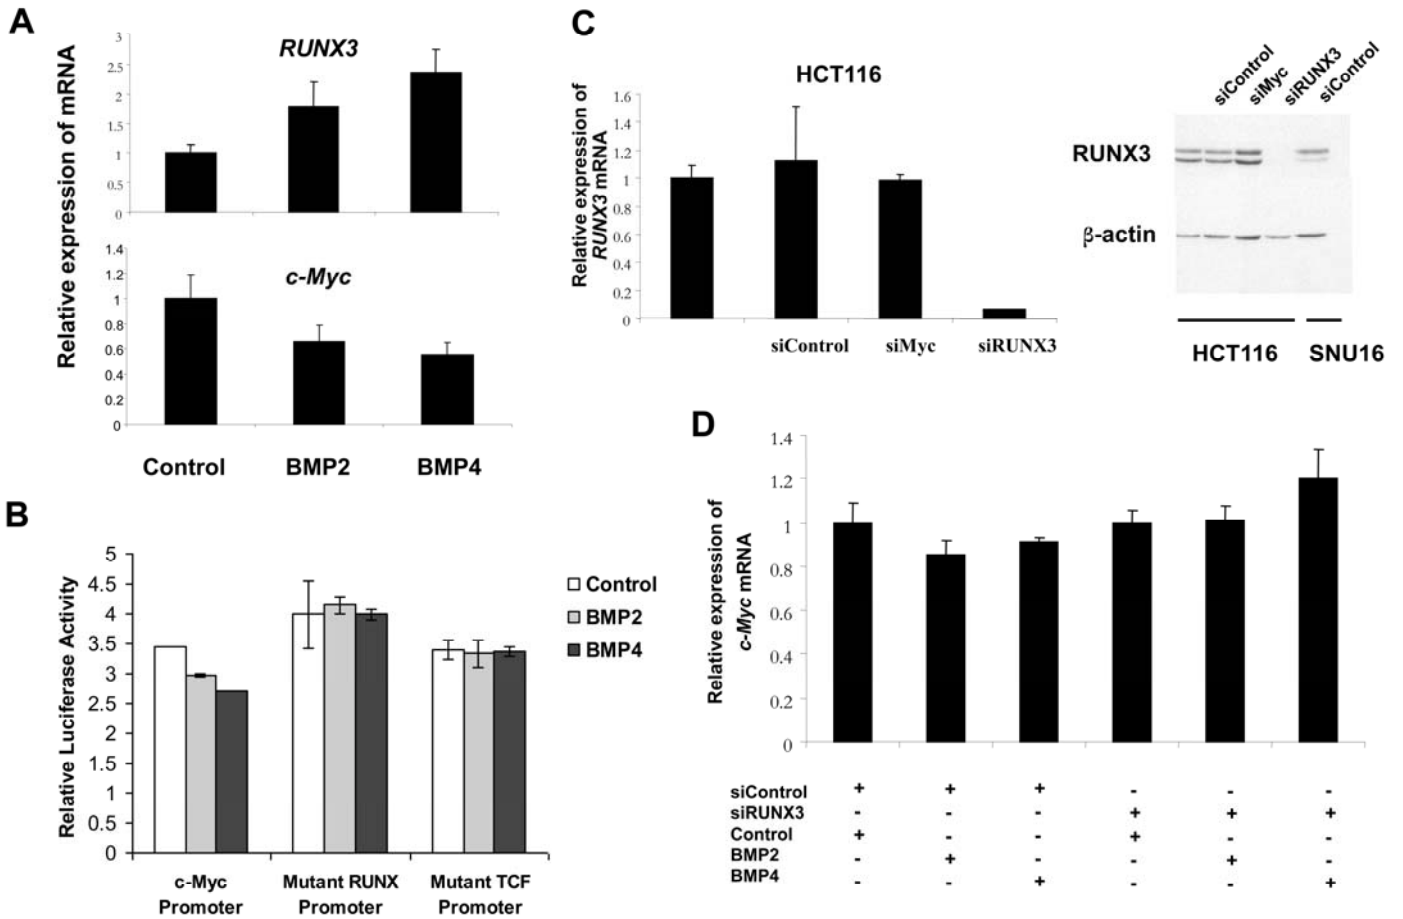 A
RUNX3
Relative expression of mRNA
3
2.5
2
1.5
1
0.5
0
c-Myc
1.4
1.2
1
0.8
0.6
0.4
0.2
0
Control BMP2 BMP4
B
Relative Luciferase Activity
5
4.5
4
3.5
3
2.5
2
1.5
1
0.5
0
Control
BMP2
BMP4
c-Myc Mutant RUNX Mutant TCF
Promoter Promoter Promoter
C
HCT116
Relative expression of
RUNX3 mRNA
1.6
1.4
1.2
1
0.8
0.6
0.4
0.2
0
siControl siMyc siRUNX3
siControl
siMyc
siRUNX3
siControl
RUNX3
β-actin
HCT116 SNU16
D
Relative expression of
c-Myc mRNA
1.4
1.2
1
0.8
0.6
0.4
0.2
0
siControl + + + - - -
siRUNX3 - - - + + +
Control + - - + - -
BMP2 - + - - + -
BMP4 - - + - - +